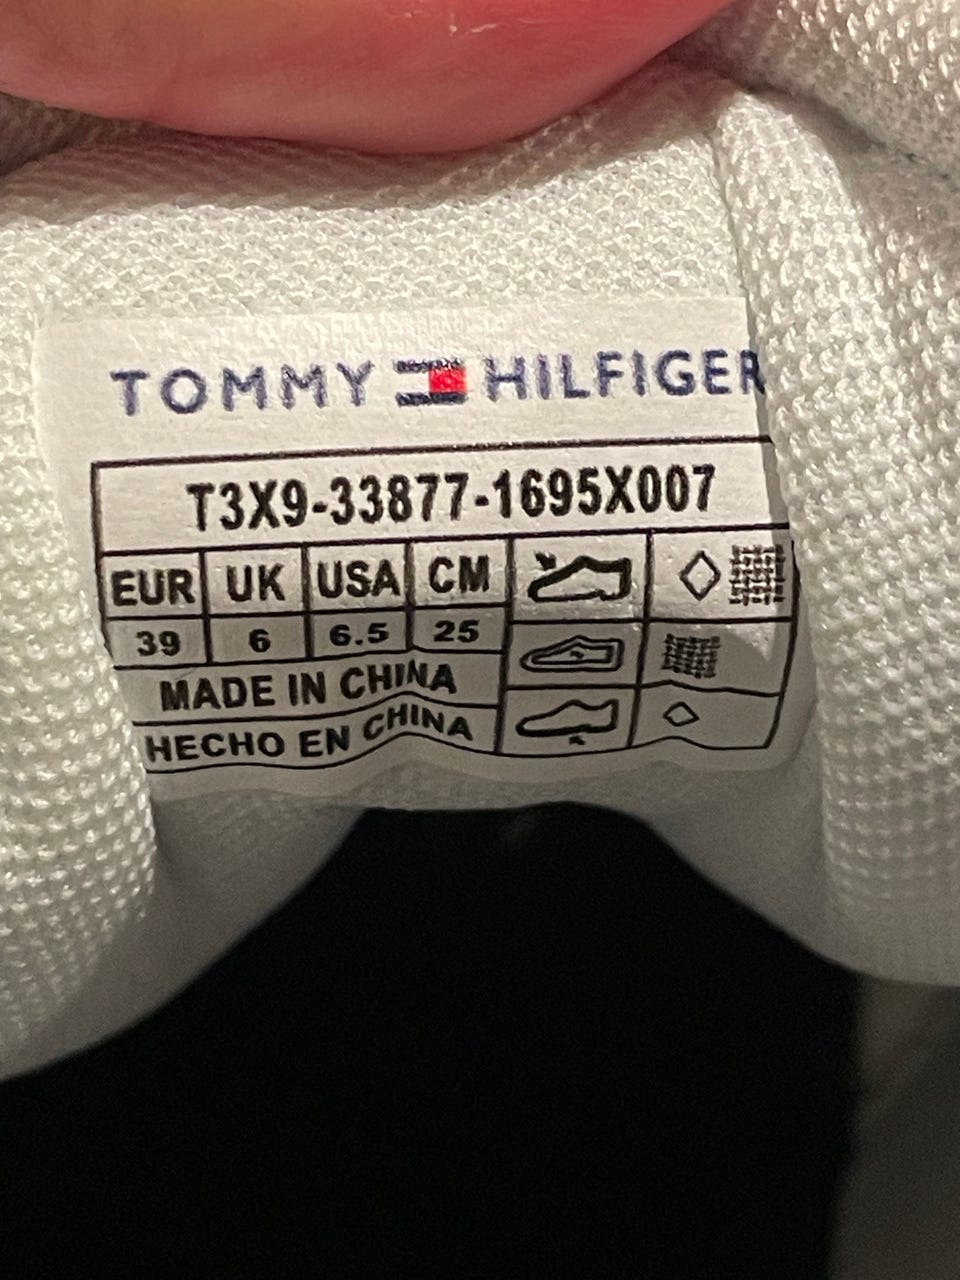 TOMMY HILFIGER
T3X9-33877-1695X007
EUR UK USA CM
39 6 6.5 25
MADE IN CHINA
HECHO EN CHINA